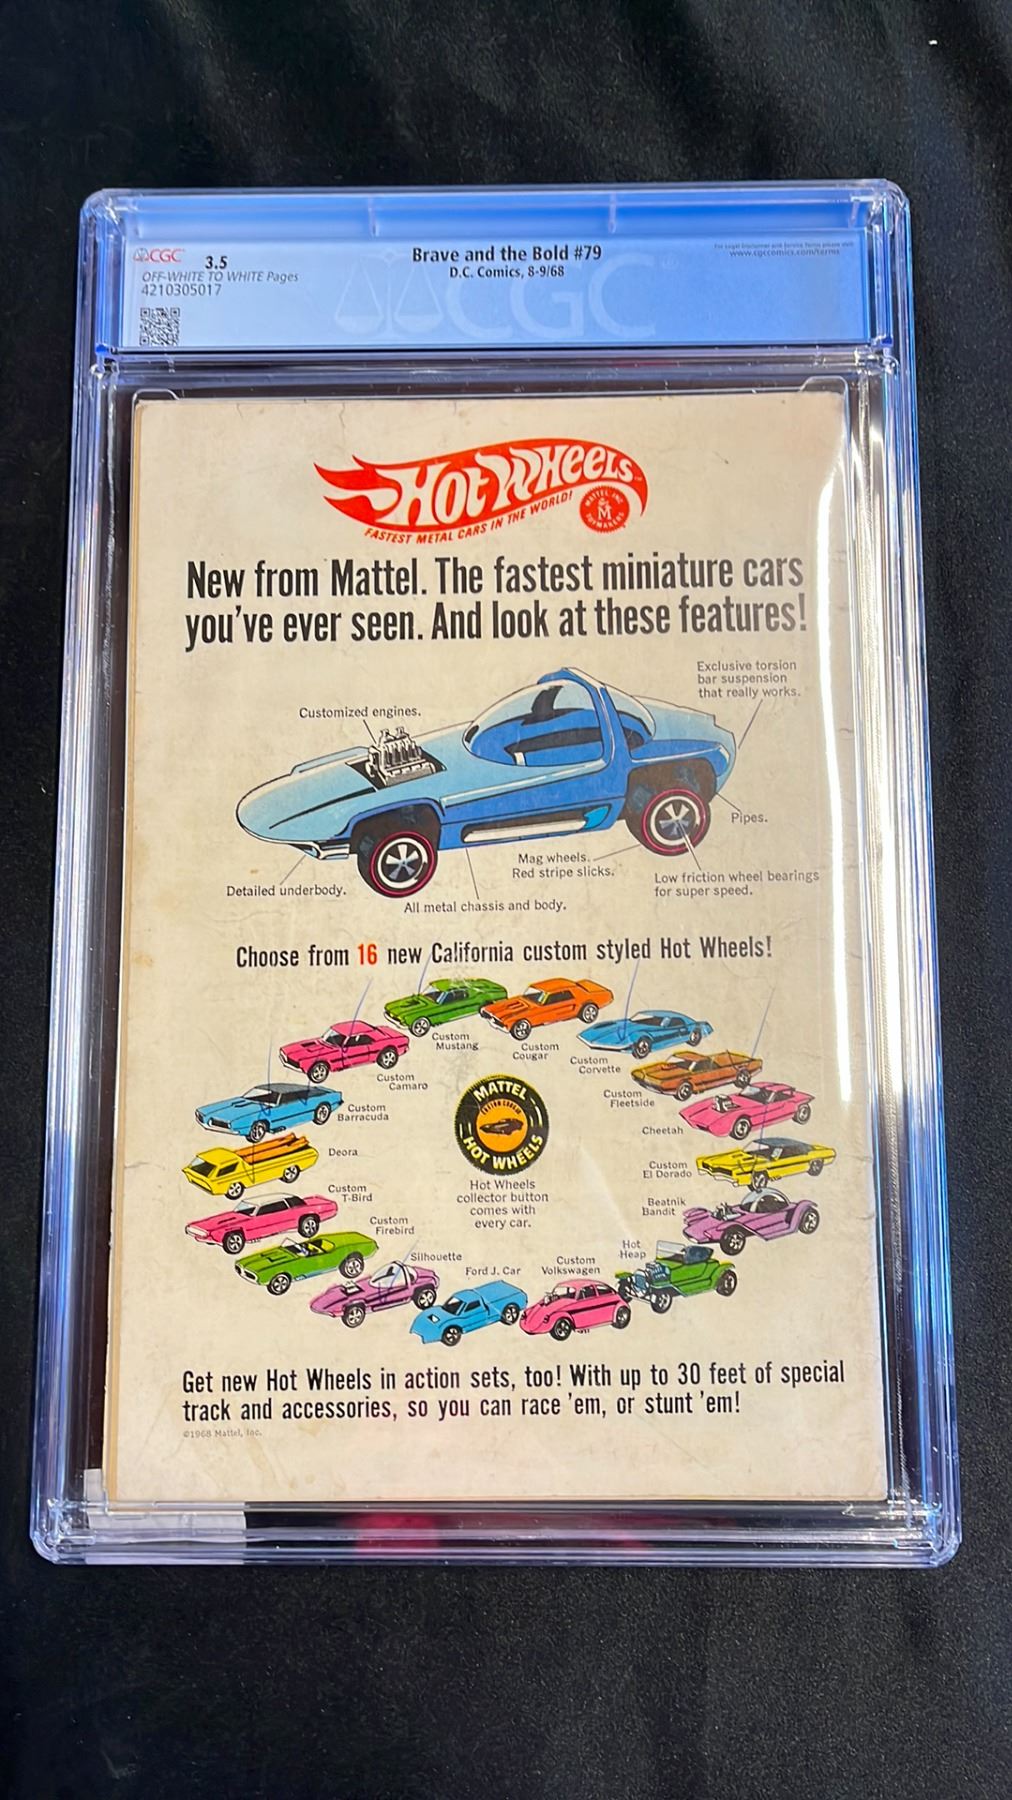 CGC 3.5
OFF-WHITE TO WHITE Pages
4210305017
Brave and the Bold #79
D.C. Comics, 8-9/68
www.cgccomics.com/terms
CGC
Hot Wheels
FASTEST METAL CARS IN THE WORLD!
MATTEL, INC.
M
TOYMAKERS
New from Mattel. The fastest miniature cars
you've ever seen. And look at these features!
Exclusive torsion
bar suspension
that really works.
Customized engines.
Pipes.
Mag wheels.
Red stripe slicks.
Low friction wheel bearings
for super speed.
Detailed underbody.
All metal chassis and body.
Choose from 16 new California custom styled Hot Wheels!
Custom
Mustang
Custom
Cougar
Custom
Corvette
Custom
Camaro
Custom
Fleetside
Custom
Barracuda
Cheetah
Deora
Custom
El Dorado
Custom
T-Bird
Beatnik
Bandit
Custom
Firebird
Hot
Heap
Silhouette
Ford J. Car
Custom
Volkswagen
MATTEL
HOT WHEELS
Hot Wheels
collector button
comes with
every car.
Get new Hot Wheels in action sets, too! With up to 30 feet of special
track and accessories, so you can race 'em, or stunt 'em!
©1968 Mattel, Inc.